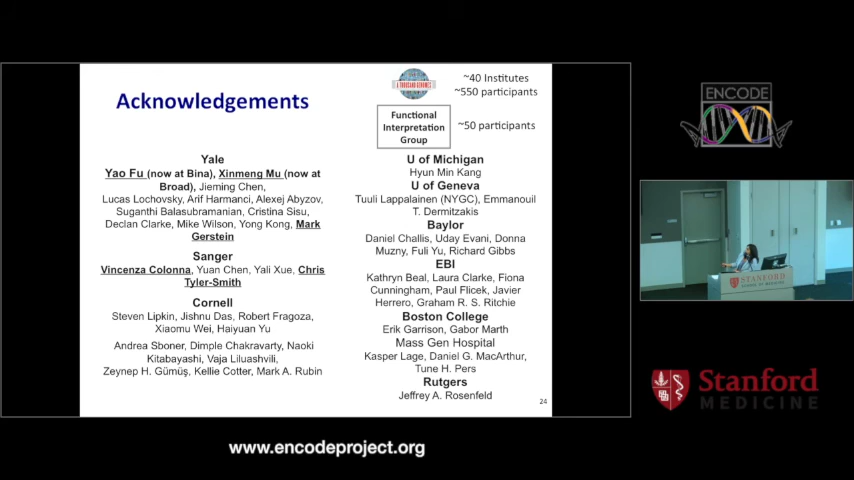 Acknowledgements
A THOUSAND GENOMES
~40 Institutes
~550 participants
Functional
Interpretation
Group
~50 participants
Yale
Yao Fu (now at Bina), Xinmeng Mu (now at
Broad), Jieming Chen,
Lucas Lochovsky, Arif Harmanci, Alexej Abyzov,
Suganthi Balasubramanian, Cristina Sisu,
Declan Clarke, Mike Wilson, Yong Kong, Mark
Gerstein
Sanger
Vincenza Colonna, Yuan Chen, Yali Xue, Chris
Tyler-Smith
Cornell
Steven Lipkin, Jishnu Das, Robert Fragoza,
Xiaomu Wei, Haiyuan Yu
Andrea Sboner, Dimple Chakravarty, Naoki
Kitabayashi, Vaja Liluashvili,
Zeynep H. Gümüş, Kellie Cotter, Mark A. Rubin
U of Michigan
Hyun Min Kang
U of Geneva
Tuuli Lappalainen (NYGC), Emmanouil
T. Dermitzakis
Baylor
Daniel Challis, Uday Evani, Donna
Muzny, Fuli Yu, Richard Gibbs
EBI
Kathryn Beal, Laura Clarke, Fiona
Cunningham, Paul Flicek, Javier
Herrero, Graham R. S. Ritchie
Boston College
Erik Garrison, Gabor Marth
Mass Gen Hospital
Kasper Lage, Daniel G. MacArthur,
Tune H. Pers
Rutgers
Jeffrey A. Rosenfeld
24
ENCODE
STANFORD
SCHOOL OF MEDICINE
Stanford
MEDICINE
www.encodeproject.org